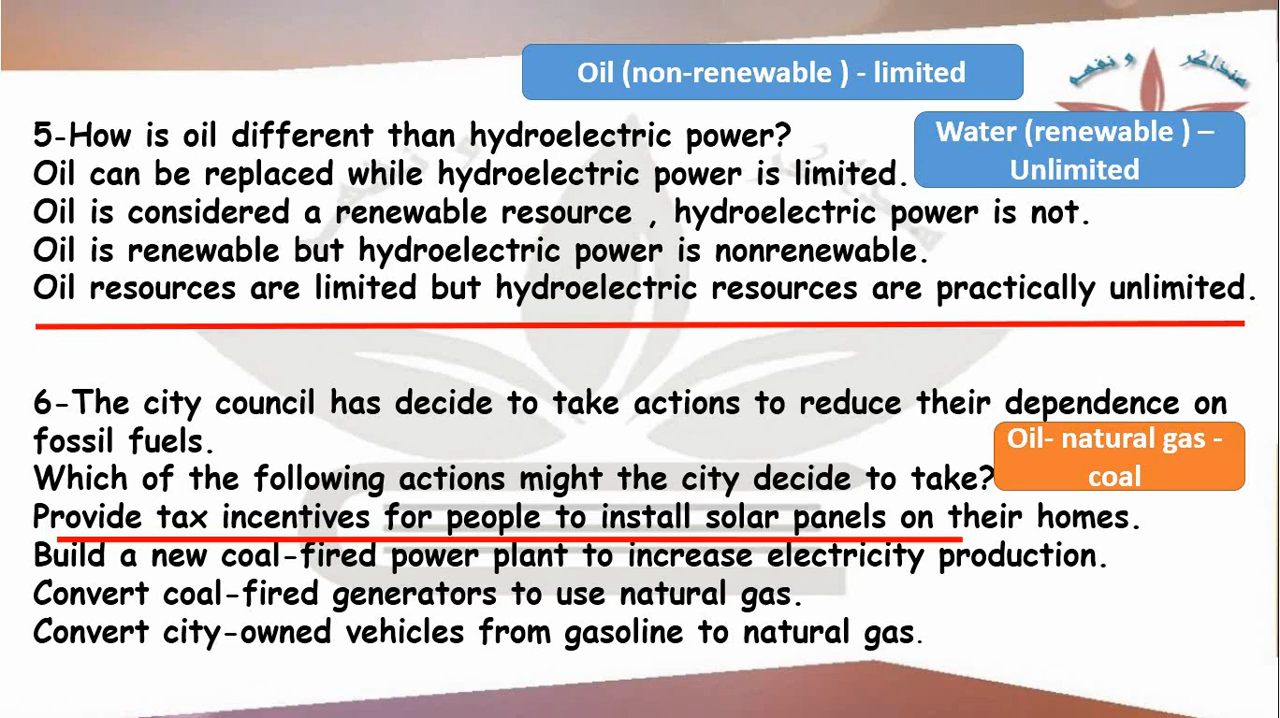 Oil (non-renewable ) - limited
ذاكر و نفهم
5-How is oil different than hydroelectric power?
Water (renewable ) –
Unlimited
Oil can be replaced while hydroelectric power is limited.
Oil is considered a renewable resource , hydroelectric power is not.
Oil is renewable but hydroelectric power is nonrenewable.
Oil resources are limited but hydroelectric resources are practically unlimited.
6-The city council has decide to take actions to reduce their dependence on
fossil fuels.
Oil- natural gas -
coal
Which of the following actions might the city decide to take?
Provide tax incentives for people to install solar panels on their homes.
Build a new coal-fired power plant to increase electricity production.
Convert coal-fired generators to use natural gas.
Convert city-owned vehicles from gasoline to natural gas.